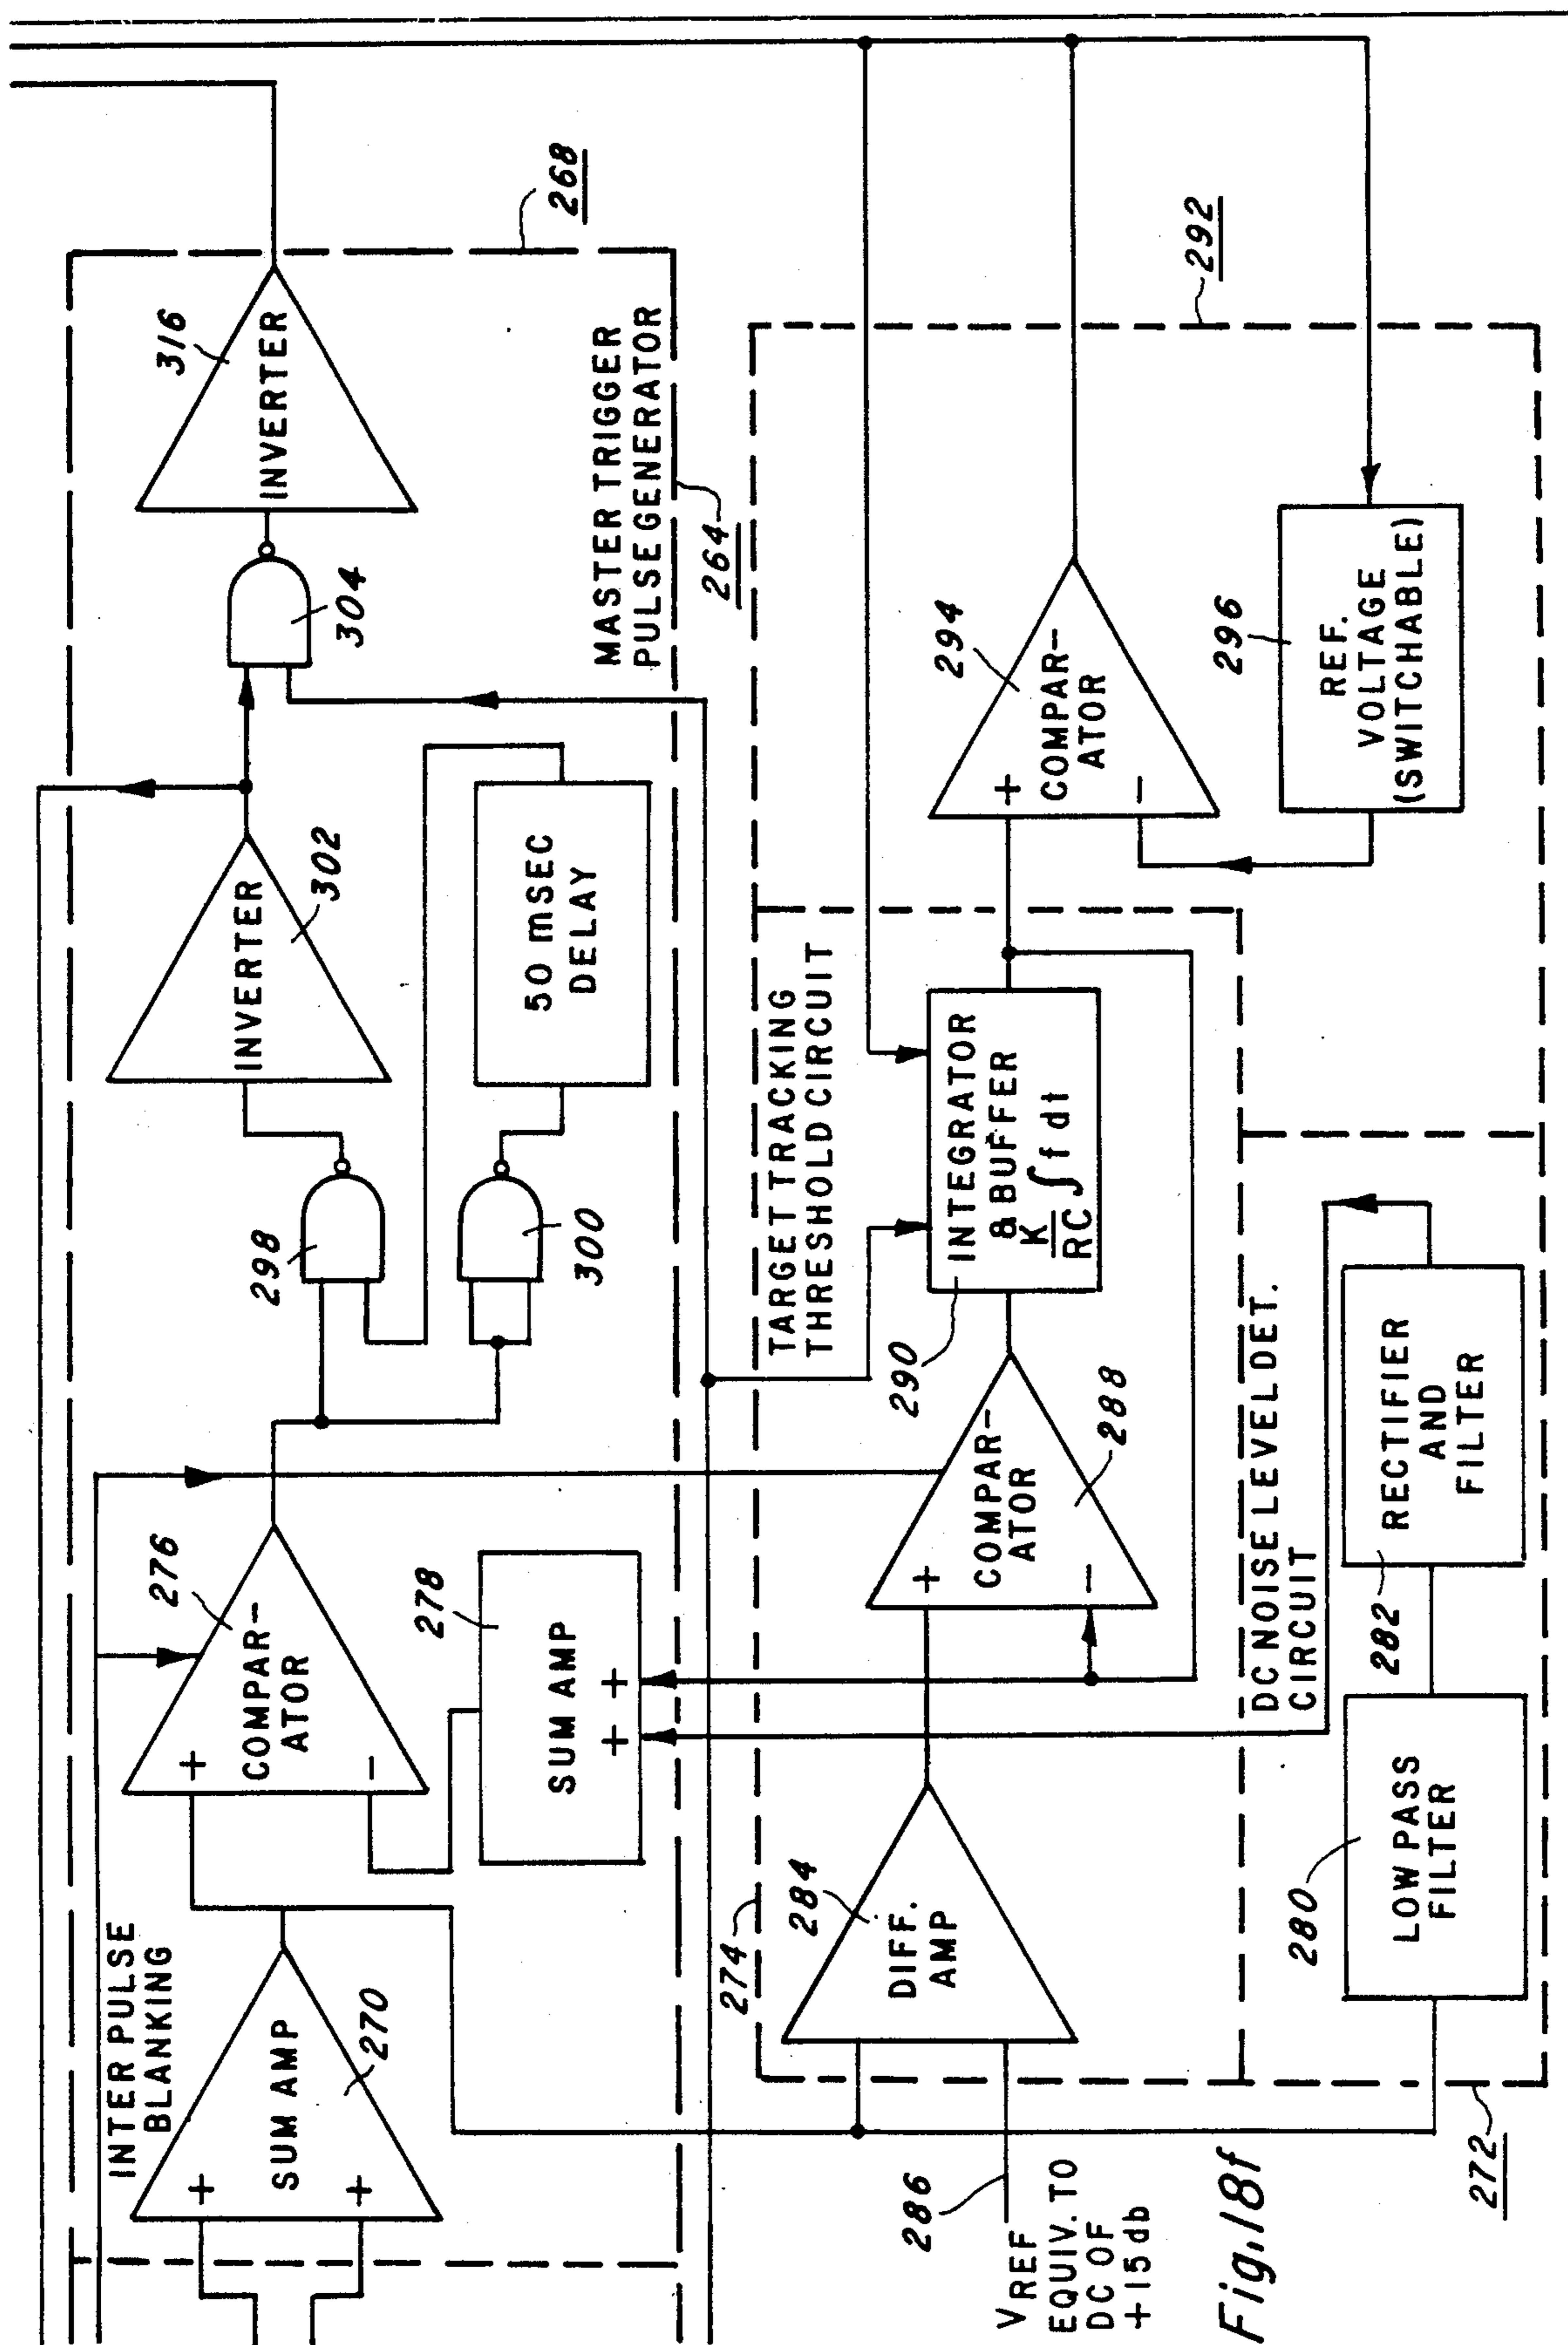 INTER PULSE
BLANKING
+
SUM AMP
+
270
276
+
COMPAR-
ATOR
-
278
SUM AMP
+ +
298
300
INVERTER
302
50 mSEC
DELAY
304
316
INVERTER
268
MASTER TRIGGER
PULSE GENERATOR
264
274
284
DIFF.
AMP
286
VREF
EQUIV. TO
DC OF
+15 db
+
COMPAR-
ATOR
-
288
TARGET TRACKING
THRESHOLD CIRCUIT
290
INTEGRATOR
& BUFFER
K/RC ∫f dt
294
+
COMPAR-
ATOR
-
292
296
REF.
VOLTAGE
(SWITCHABLE)
DC NOISE LEVEL DET.
CIRCUIT
280
LOW PASS
FILTER
282
RECTIFIER
AND
FILTER
272
Fig.18f